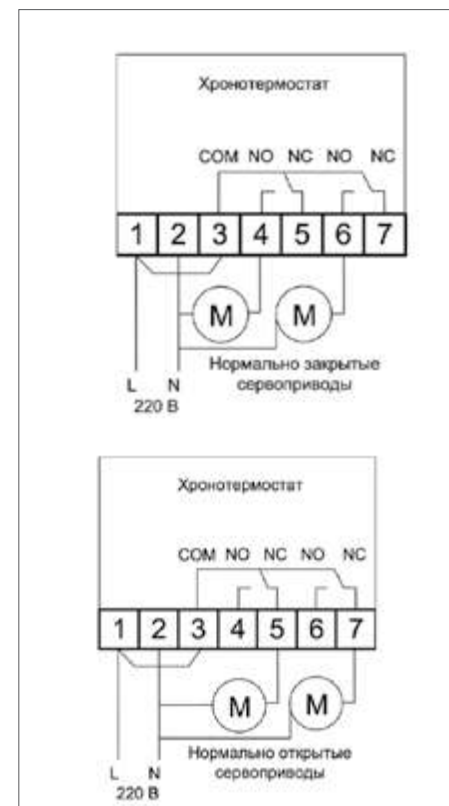 Хронотермостат
COM NO NC NO NC
1 2 3 4 5 6 7
M M
Нормально закрытые
сервоприводы
L N
220 В
Хронотермостат
COM NO NC NO NC
1 2 3 4 5 6 7
M M
Нормально открытые
сервоприводы
L N
220 В